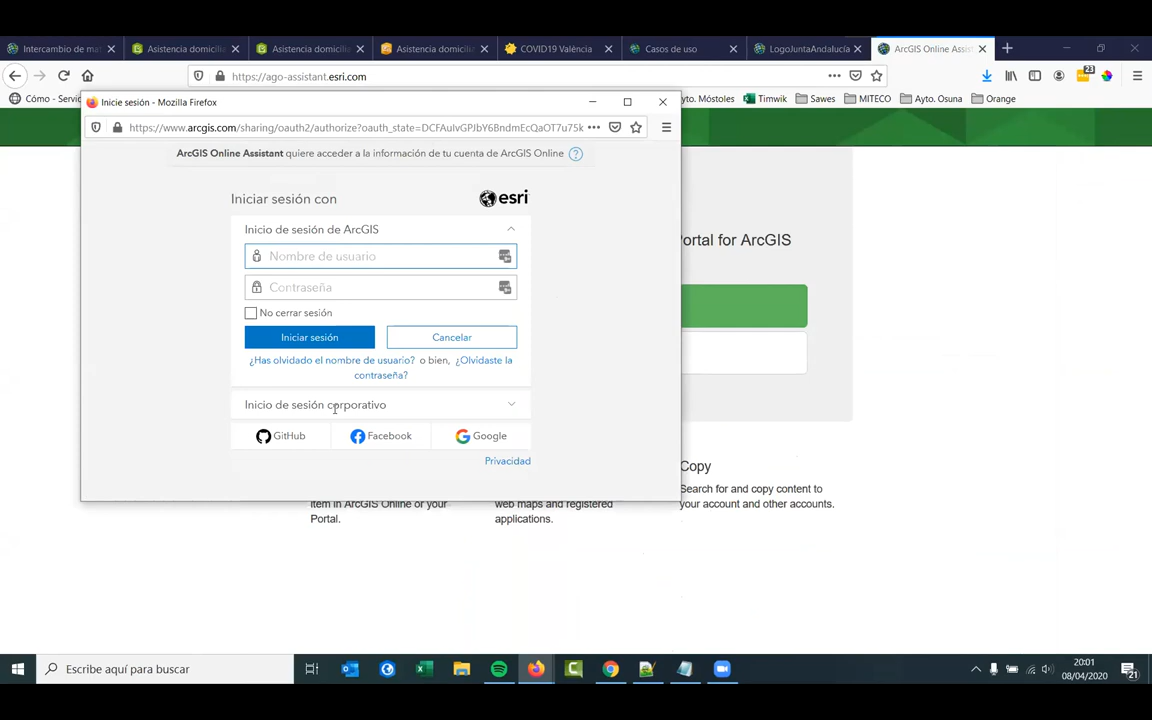 Intercambio de ma
Asistencia domicili
Asistencia domicili
Asistencia domicili
COVID19 València
Casos de uso
LogoJuntaAndalucía
ArcGIS Online Assis
https://ago-assistant.esri.com
23
Cómo - Servic
Inicie sesión - Mozilla Firefox
yto. Móstoles
Timwik
Sawes
MITECO
Ayto. Osuna
Orange
https://www.arcgis.com/sharing/oauth2/authorize?oauth_state=DCFAulvGPJbY6BndmEcQaOT7u75k
ArcGIS Online Assistant quiere acceder a la información de tu cuenta de ArcGIS Online ?
Iniciar sesión con
esri
Inicio de sesión de ArcGIS
Nombre de usuario
Contraseña
No cerrar sesión
Iniciar sesión
Cancelar
¿Has olvidado el nombre de usuario? o bien, ¿Olvidaste la
contraseña?
Inicio de sesión corporativo
GitHub
Facebook
Google
Privacidad
Portal for ArcGIS
item in ArcGIS Online or your
Portal.
web maps and registered
applications.
Copy
Search for and copy content to
your account and other accounts.
Escribe aquí para buscar
20:01
08/04/2020
21